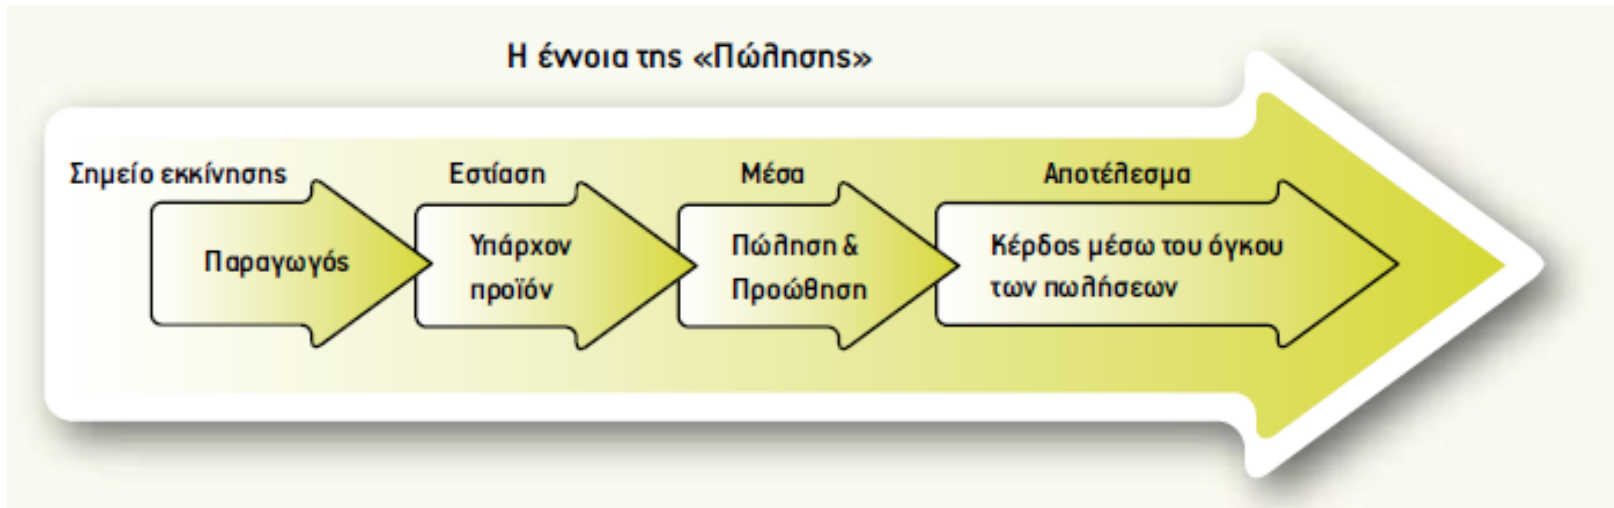 Η έννοια της «Πώλησης»
Σημείο εκκίνησης
Εστίαση
Μέσα
Αποτέλεσμα
Παραγωγός
Υπάρχον
προϊόν
Πώληση &
Προώθηση
Κέρδος μέσω του όγκου
των πωλήσεων